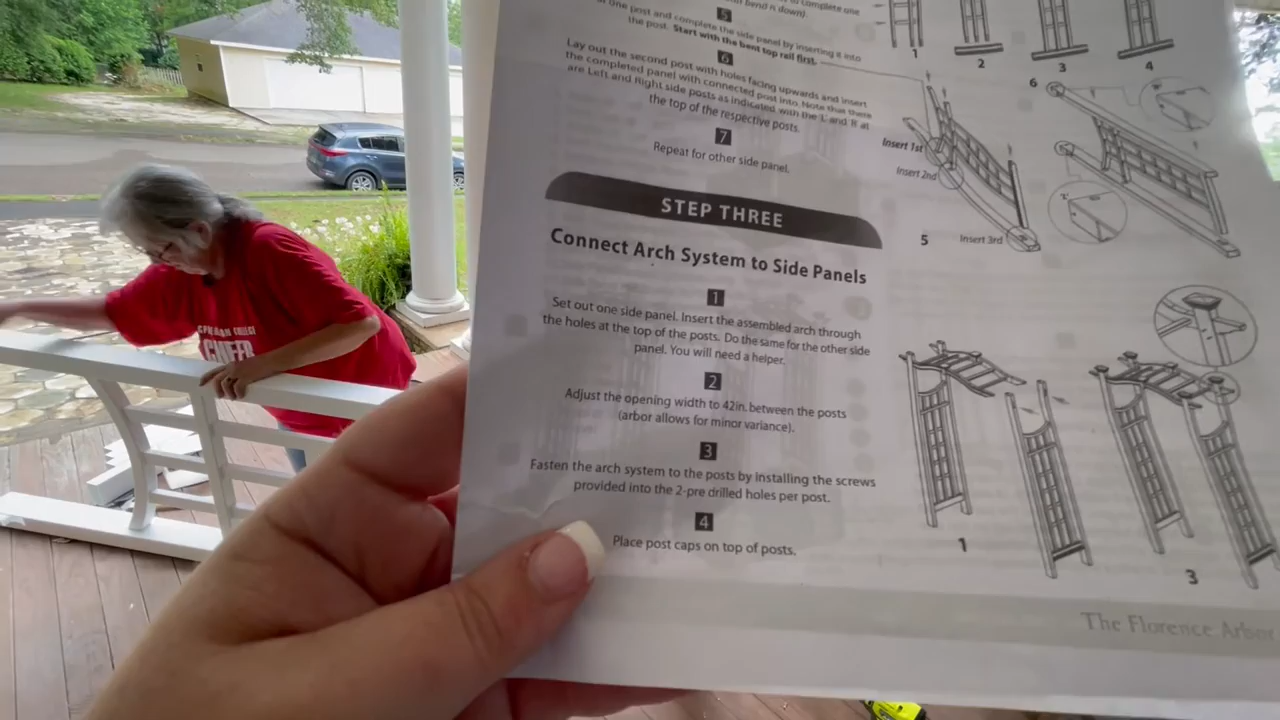 to complete one
bend is down).
5
one post and complete the side panel by inserting it into
the post. Start with the bent top rail first.
6
Lay out the second post with holes facing upwards and insert
the completed panel with connected post into. Note that there
are Left and Right side posts as indicated with the 'L' and 'R' at
the top of the respective posts.
7
Repeat for other side panel.
STEP THREE
Connect Arch System to Side Panels
1
Set out one side panel. Insert the assembled arch through
the holes at the top of the posts. Do the same for the other side
panel. You will need a helper.
2
Adjust the opening width to 42in. between the posts
(arbor allows for minor variance).
3
Fasten the arch system to the posts by installing the screws
provided into the 2-pre drilled holes per post.
4
Place post caps on top of posts.
1 2 3 4
6
Insert 1st
Insert 2nd
5 Insert 3rd
1
3
The Florence Arbor